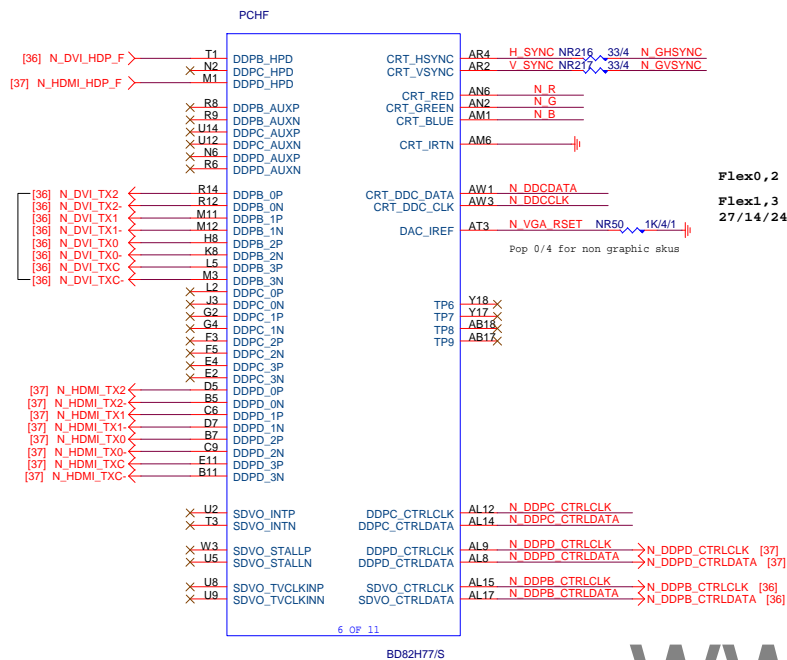 PCHF
[36] N_DVI_HDP_F T1 DDPB_HPD
N2 DDPC_HPD
[37] N_HDMI_HDP_F M1 DDPD_HPD
R8 DDPB_AUXP
R9 DDPB_AUXN
U14 DDPC_AUXP
U12 DDPC_AUXN
N6 DDPD_AUXP
R6 DDPD_AUXN
[36] N_DVI_TX2 R14 DDPB_0P
[36] N_DVI_TX2- R12 DDPB_0N
[36] N_DVI_TX1 M11 DDPB_1P
[36] N_DVI_TX1- M12 DDPB_1N
[36] N_DVI_TX0 H8 DDPB_2P
[36] N_DVI_TX0- K8 DDPB_2N
[36] N_DVI_TXC L5 DDPB_3P
[36] N_DVI_TXC- M3 DDPB_3N
L2 DDPC_0P
J3 DDPC_0N
G2 DDPC_1P
G4 DDPC_1N
F3 DDPC_2P
F5 DDPC_2N
E4 DDPC_3P
E2 DDPC_3N
[37] N_HDMI_TX2 D5 DDPD_0P
[37] N_HDMI_TX2- B5 DDPD_0N
[37] N_HDMI_TX1 C6 DDPD_1P
[37] N_HDMI_TX1- D7 DDPD_1N
[37] N_HDMI_TX0 B7 DDPD_2P
[37] N_HDMI_TX0- C9 DDPD_2N
[37] N_HDMI_TXC E11 DDPD_3P
[37] N_HDMI_TXC- B11 DDPD_3N
U2 SDVO_INTP
T3 SDVO_INTN
W3 SDVO_STALLP
U5 SDVO_STALLN
U8 SDVO_TVCLKINP
U9 SDVO_TVCLKINN
CRT_HSYNC AR4 H_SYNC NR216 33/4 N_GHSYNC
CRT_VSYNC AR2 V_SYNC NR217 33/4 N_GVSYNC
CRT_RED AN6 N_R
CRT_GREEN AN2 N_G
CRT_BLUE AM1 N_B
CRT_IRTN AM6
CRT_DDC_DATA AW1 N_DDCDATA
CRT_DDC_CLK AW3 N_DDCCLK
DAC_IREF AT3 N_VGA_RSET NR50 1K/4/1
Pop 0/4 for non graphic skus
Flex0,2
Flex1,3
27/14/24
TP6 Y18
TP7 Y17
TP8 AB18
TP9 AB17
DDPC_CTRLCLK AL12 N_DDPC_CTRLCLK
DDPC_CTRLDATA AL14 N_DDPC_CTRLDATA
DDPD_CTRLCLK AL9 N_DDPD_CTRLCLK N_DDPD_CTRLCLK [37]
DDPD_CTRLDATA AL8 N_DDPD_CTRLDATA N_DDPD_CTRLDATA [37]
SDVO_CTRLCLK AL15 N_DDPB_CTRLCLK N_DDPB_CTRLCLK [36]
SDVO_CTRLDATA AL17 N_DDPB_CTRLDATA N_DDPB_CTRLDATA [36]
6 OF 11
BD82H77/S